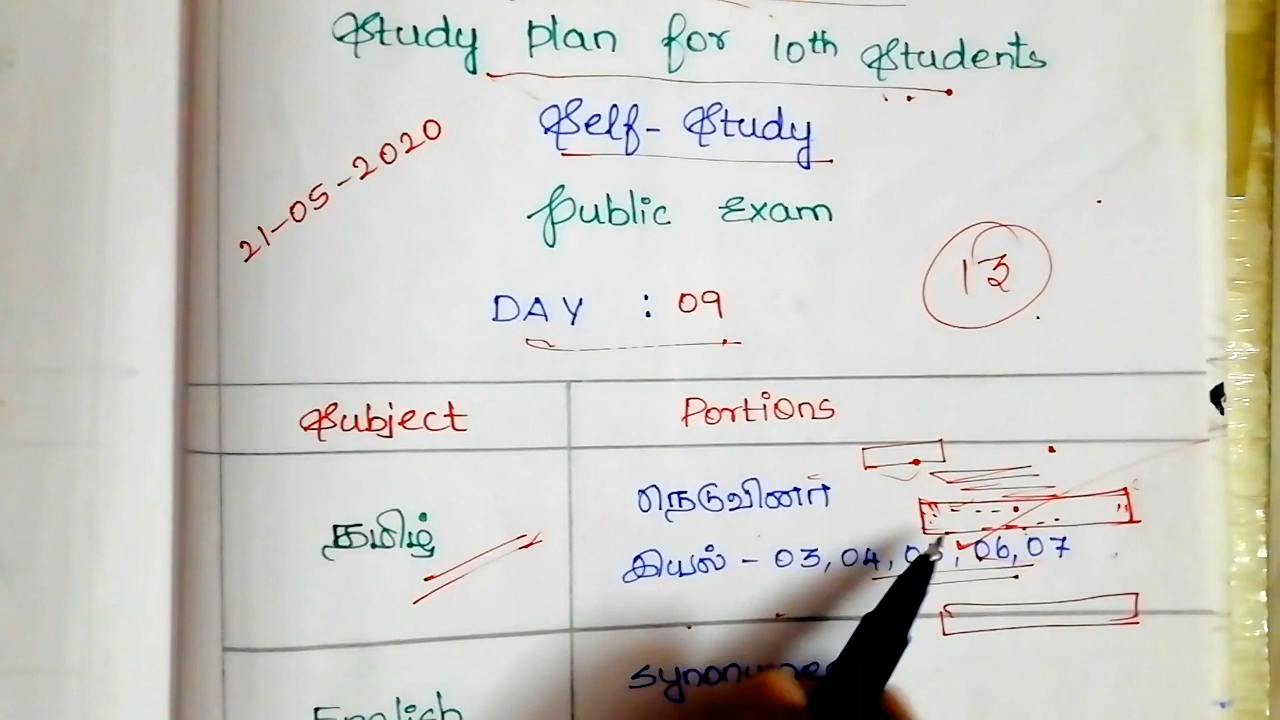 Study plan for 10th Students
Self-Study
21-05-2020
Public Exam
13
DAY : 09
Subject Portions
தமிழ்
நெடுவினா
இயல் - 03, 04, 05, 06, 07
English